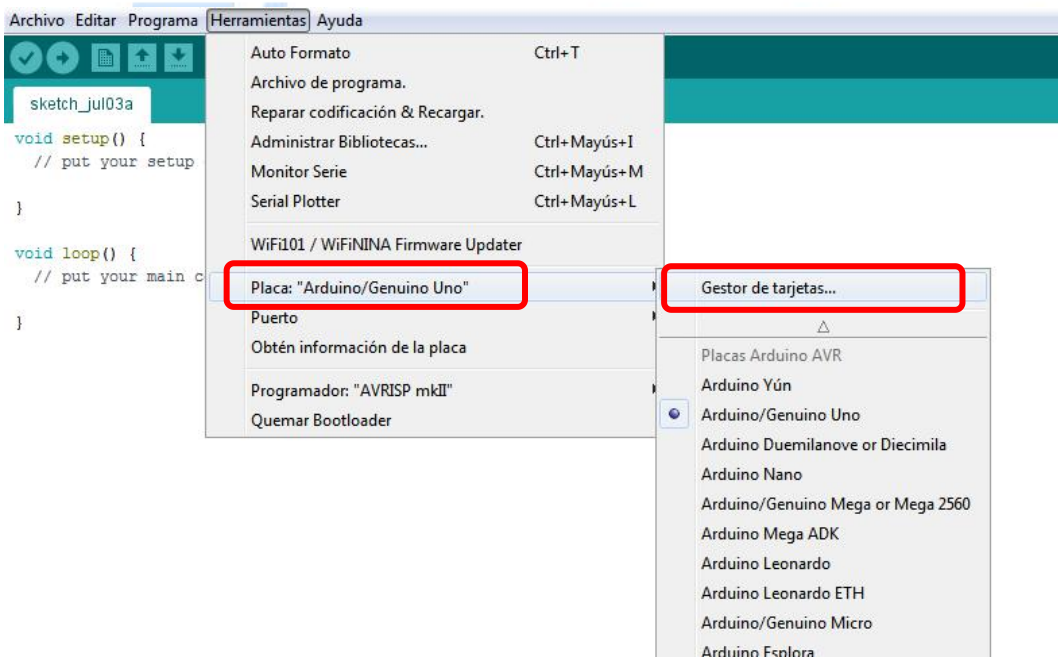 Archivo Editar Programa Herramientas Ayuda
sketch_jul03a
void setup() {
// put your setup
}
void loop() {
// put your main c
}
Auto Formato Ctrl+T
Archivo de programa.
Reparar codificación & Recargar.
Administrar Bibliotecas... Ctrl+Mayús+I
Monitor Serie Ctrl+Mayús+M
Serial Plotter Ctrl+Mayús+L
WiFi101 / WiFiNINA Firmware Updater
Placa: "Arduino/Genuino Uno"
Puerto
Obtén información de la placa
Programador: "AVRISP mkII"
Quemar Bootloader
Gestor de tarjetas...
Placas Arduino AVR
Arduino Yún
Arduino/Genuino Uno
Arduino Duemilanove or Diecimila
Arduino Nano
Arduino/Genuino Mega or Mega 2560
Arduino Mega ADK
Arduino Leonardo
Arduino Leonardo ETH
Arduino/Genuino Micro
Arduino Esplora